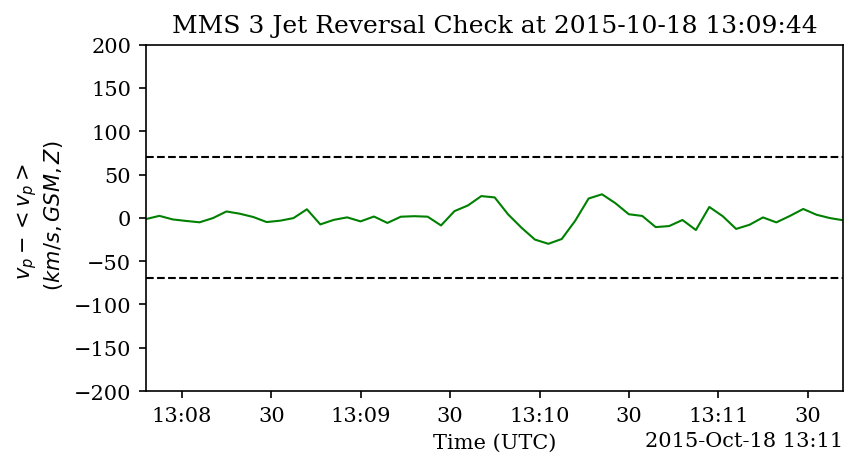 MMS 3 Jet Reversal Check at 2015-10-18 13:09:44
200
150
100
50
0
−50
−100
−150
−200
v_p − < v_p >
(km/s, GSM, Z)
13:08 30 13:09 30 13:10 30 13:11 30
Time (UTC)
2015-Oct-18 13:11